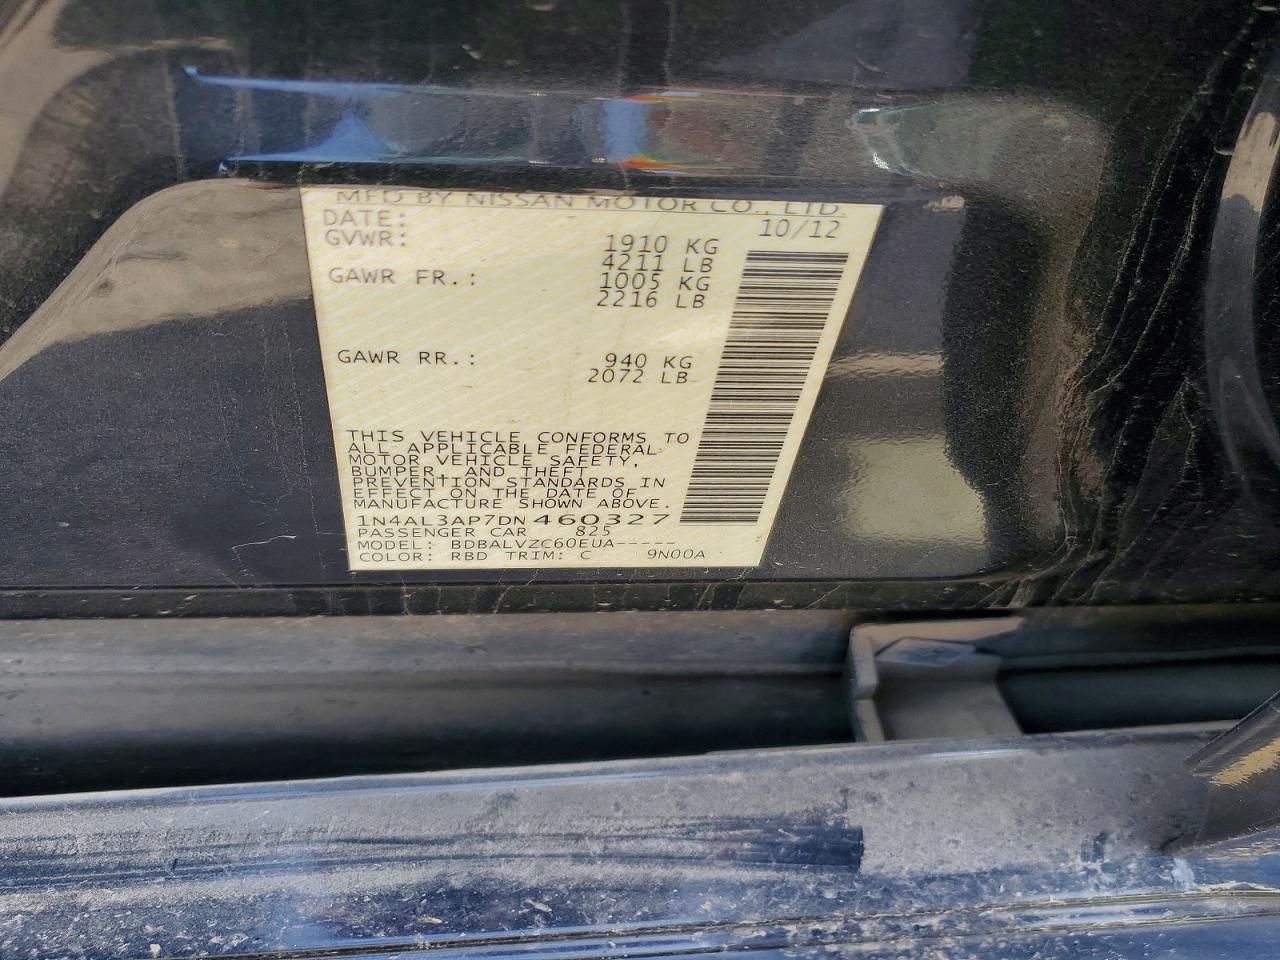 MFD BY NISSAN MOTOR CO., LTD.
DATE: 10/12
GVWR: 1910 KG
4211 LB
GAWR FR.: 1005 KG
2216 LB
GAWR RR.: 940 KG
2072 LB
THIS VEHICLE CONFORMS TO
ALL APPLICABLE FEDERAL
MOTOR VEHICLE SAFETY,
BUMPER, AND THEFT
PREVENTION STANDARDS IN
EFFECT ON THE DATE OF
MANUFACTURE SHOWN ABOVE.
1N4AL3AP7DN 460327
PASSENGER CAR 825
MODEL: BDBALVZC60EUA-----
COLOR: RBD TRIM: C 9N00A